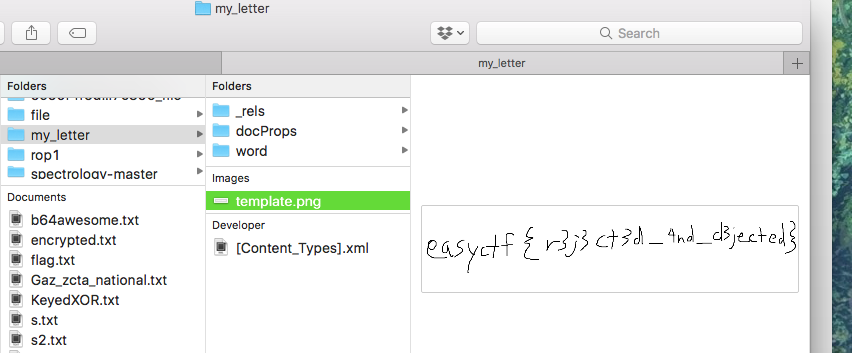 my_letter
Search
my_letter
+
Folders
file
my_letter
rop1
spectrology-master
Documents
b64awesome.txt
encrypted.txt
flag.txt
Gaz_zcta_national.txt
KeyedXOR.txt
s.txt
s2.txt
Folders
_rels
docProps
word
Images
template.png
Developer
[Content_Types].xml
easyctf{r3j3ct3d_4nd_d3jected}